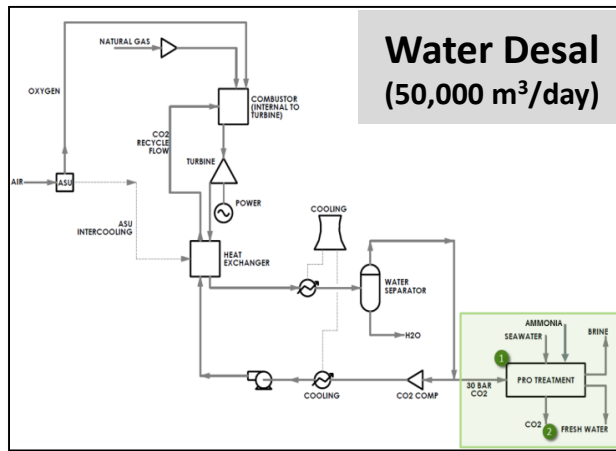 Water Desal
(50,000 m³/day)
NATURAL GAS
OXYGEN
COMBUSTOR
(INTERNAL TO
TURBINE)
CO2
RECYCLE
FLOW
TURBINE
AIR
ASU
POWER
COOLING
ASU
INTERCOOLING
HEAT
EXCHANGER
WATER
SEPARATOR
H2O
AMMONIA
SEAWATER
BRINE
1
PRO TREATMENT
30 BAR
CO2
COOLING
CO2 COMP
CO2
2
FRESH WATER